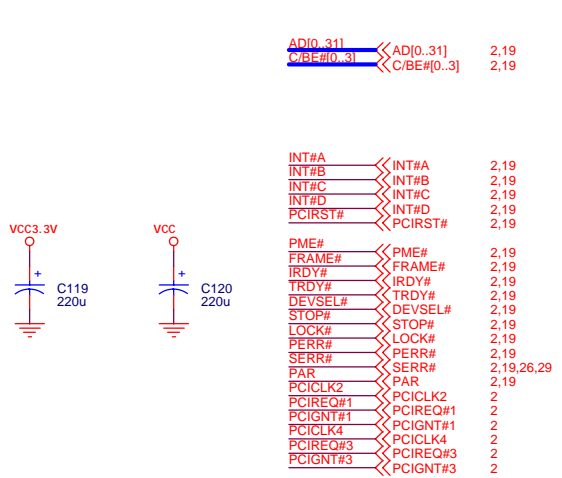 AD[0..31] AD[0..31] 2,19
C/BE#[0..3] C/BE#[0..3] 2,19
INT#A INT#A 2,19
INT#B INT#B 2,19
INT#C INT#C 2,19
INT#D INT#D 2,19
PCIRST# PCIRST# 2,19
VCC3.3V VCC
PME# PME# 2,19
FRAME# FRAME# 2,19
IRDY# IRDY# 2,19
+ +
TRDY# TRDY# 2,19
C119 C120
220u 220u
DEVSEL# DEVSEL# 2,19
STOP# STOP# 2,19
LOCK# LOCK# 2,19
PERR# PERR# 2,19
SERR# SERR# 2,19,26,29
PAR PAR 2,19
PCICLK2 PCICLK2 2
PCIREQ#1 PCIREQ#1 2
PCIGNT#1 PCIGNT#1 2
PCICLK4 PCICLK4 2
PCIREQ#3 PCIREQ#3 2
PCIGNT#3 PCIGNT#3 2